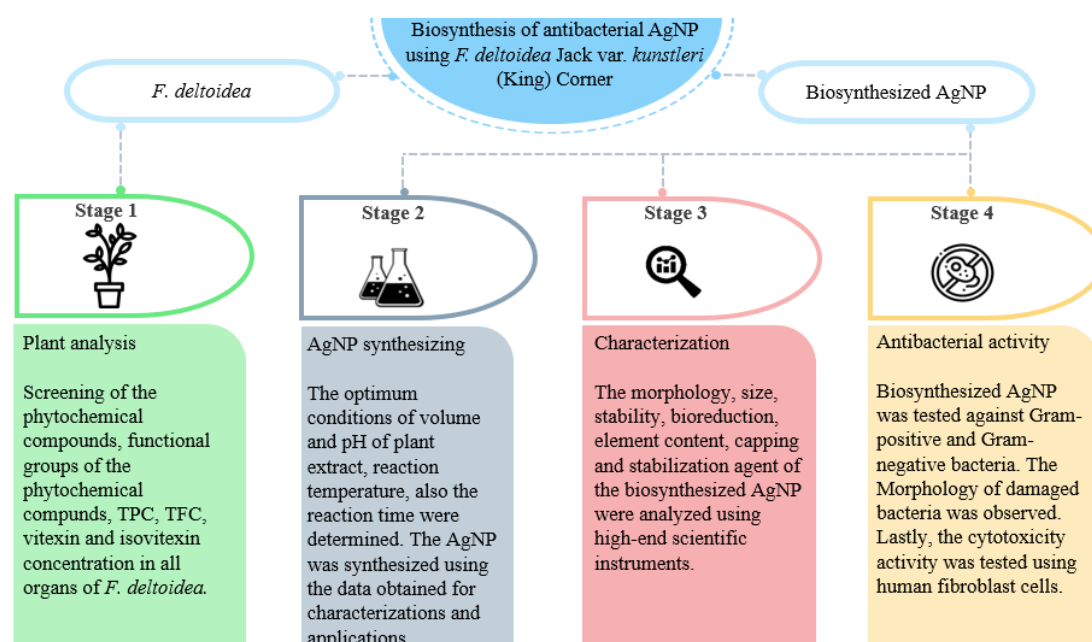 Biosynthesis of antibacterial AgNP
using F. deltoidea Jack var. kunstleri
(King) Corner
F. deltoidea
Biosynthesized AgNP
Stage 1
Plant analysis
Screening of the
phytochemical
compounds, functional
groups of the
phytochemical
compunds, TPC, TFC,
vitexin and isovitexin
concentration in all
organs of F. deltoidea.
Stage 2
AgNP synthesizing
The optimum
conditions of volume
and pH of plant
extract, reaction
temperature, also the
reaction time were
determined. The AgNP
was synthesized using
the data obtained for
characterizations and
applications
Stage 3
Characterization
The morphology, size,
stability, bioreduction,
element content, capping
and stabilization agent of
the biosynthesized AgNP
were analyzed using
high-end scientific
instruments.
Stage 4
Antibacterial activity
Biosynthesized AgNP
was tested against Gram-
positive and Gram-
negative bacteria. The
Morphology of damaged
bacteria was observed.
Lastly, the cytotoxicity
activity was tested using
human fibroblast cells.